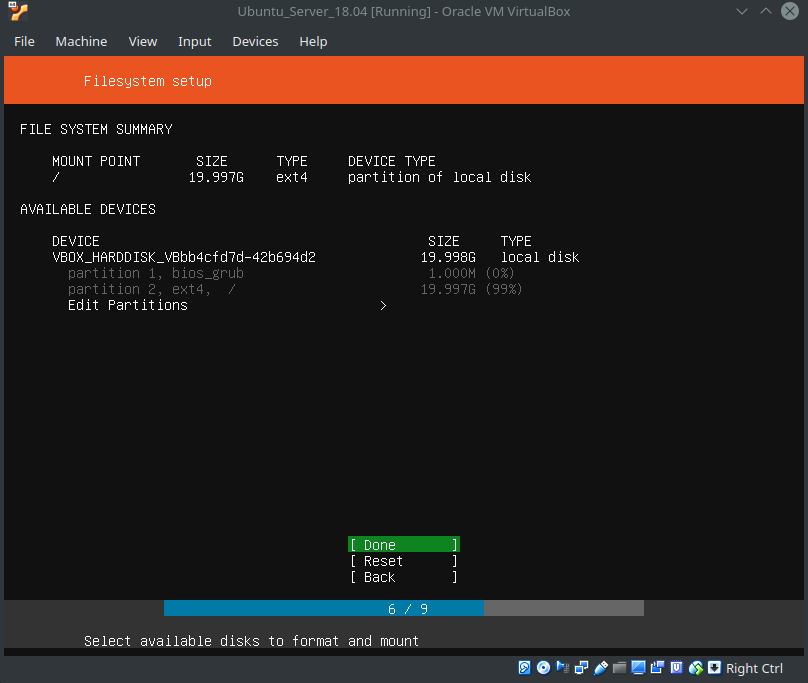 Ubuntu_Server_18.04 [Running] - Oracle VM VirtualBox
File Machine View Input Devices Help
Filesystem setup
FILE SYSTEM SUMMARY
MOUNT POINT SIZE TYPE DEVICE TYPE
/ 19.997G ext4 partition of local disk
AVAILABLE DEVICES
DEVICE SIZE TYPE
VBOX_HARDDISK_VBbb4cfd7d-42b694d2 19.998G local disk
partition 1, bios_grub 1.000M (0%)
partition 2, ext4, / 19.997G (99%)
Edit Partitions >
[ Done ]
[ Reset ]
[ Back ]
6 / 9
Select available disks to format and mount
Right Ctrl